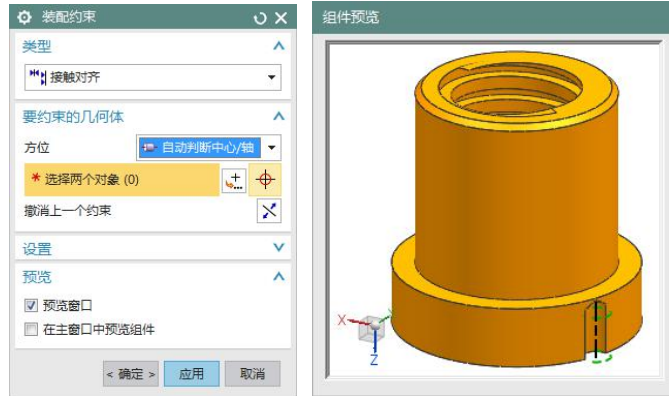 装配约束
类型
接触对齐
要约束的几何体
方位
自动判断中心/轴
* 选择两个对象 (0)
撤消上一个约束
设置
预览
预览窗口
在主窗口中预览组件
< 确定 >
应用
取消
组件预览
X
Z